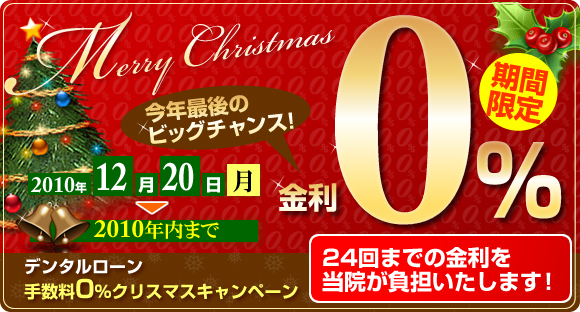 Merry Christmas
期間
限定
今年最後の
ビッグチャンス!
金利0%
2010年12月20日月
2010年内まで
デンタルローン
手数料0%クリスマスキャンペーン
24回までの金利を
当院が負担いたします!